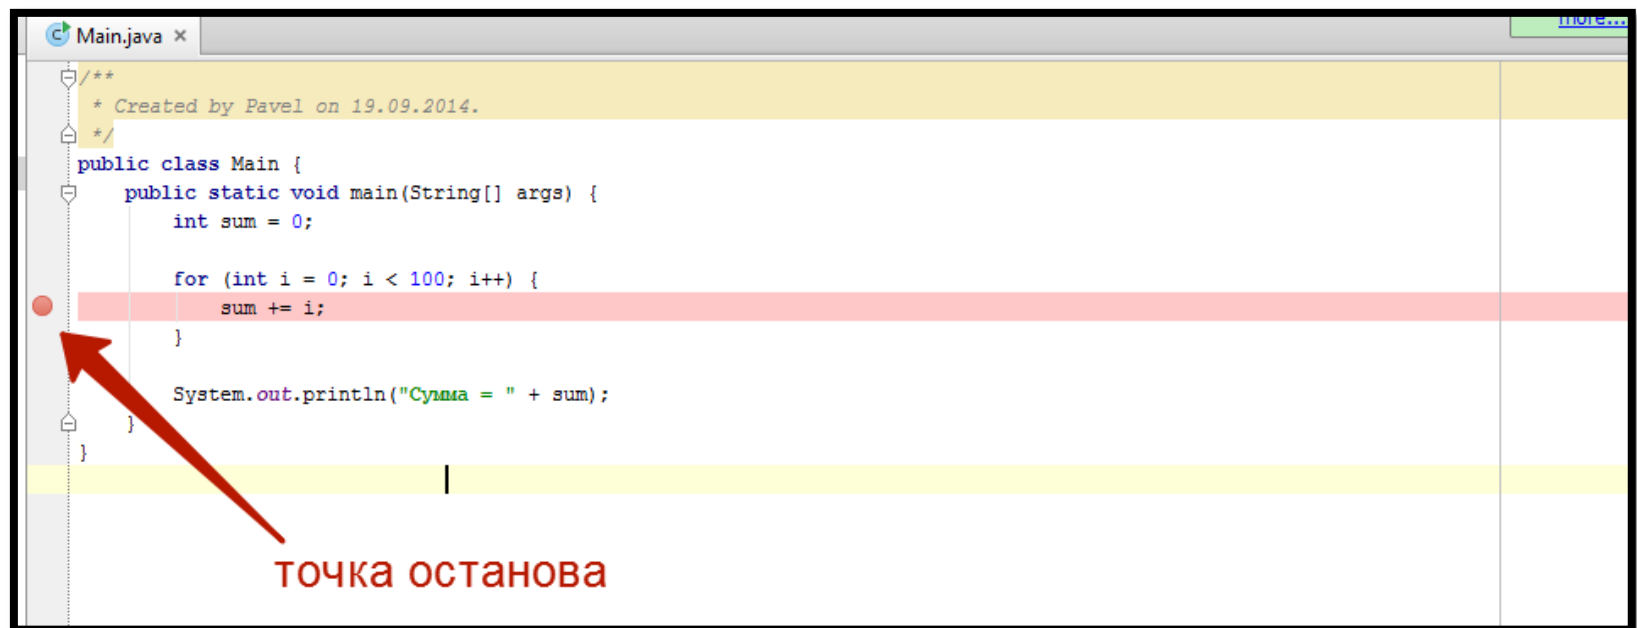 more...
Main.java ×
/**
* Created by Pavel on 19.09.2014.
*/
public class Main {
public static void main(String[] args) {
int sum = 0;
for (int i = 0; i < 100; i++) {
sum += i;
}
System.out.println("Сумма = " + sum);
}
}
точка останова